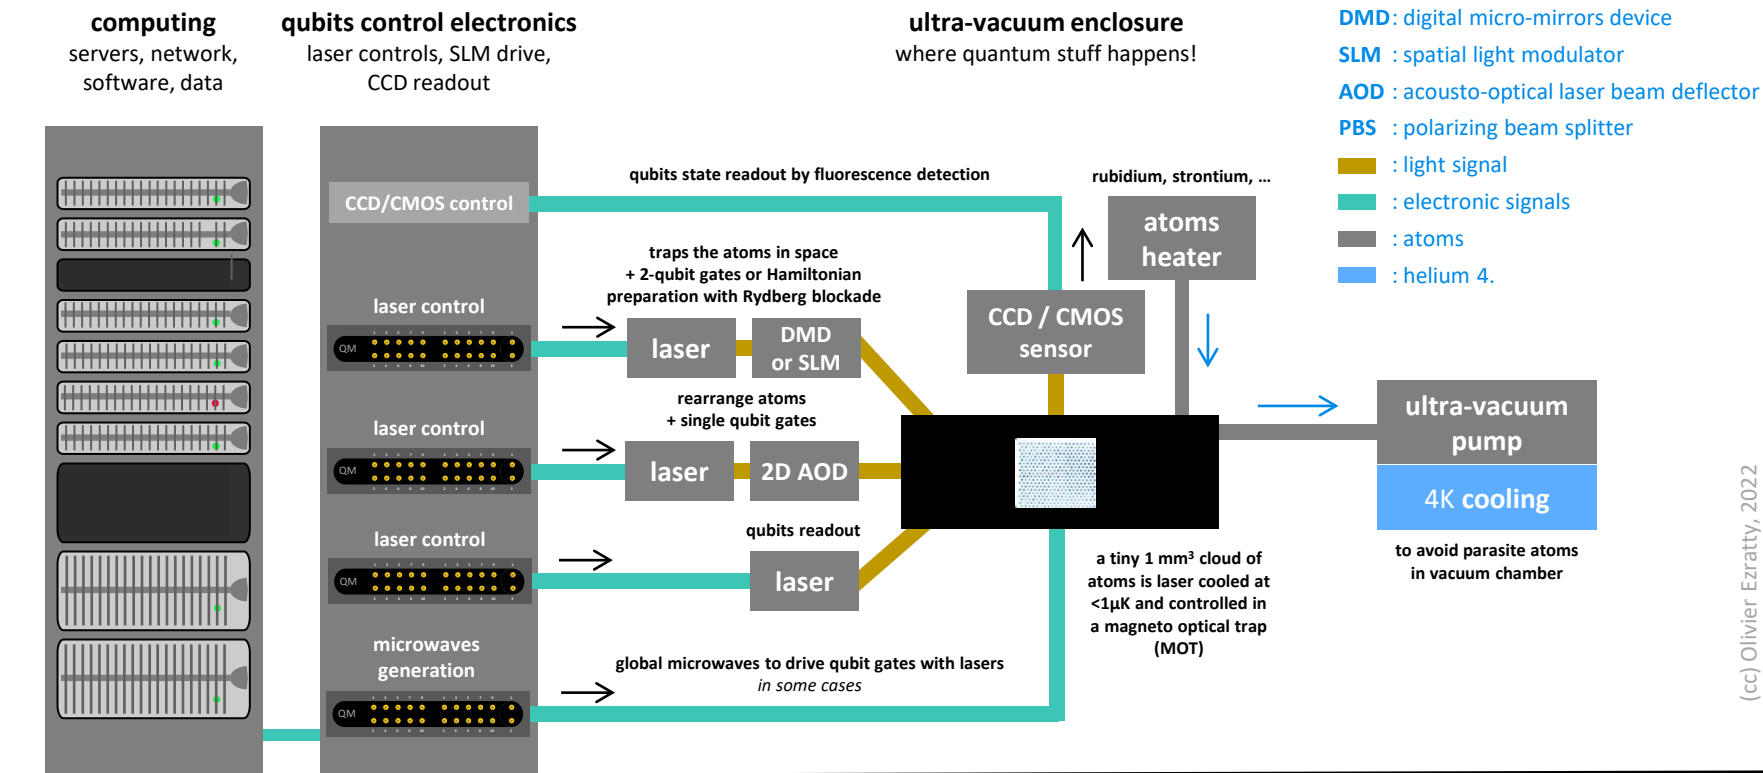 computing
servers, network,
software, data
qubits control electronics
laser controls, SLM drive,
CCD readout
ultra-vacuum enclosure
where quantum stuff happens!
DMD: digital micro-mirrors device
SLM : spatial light modulator
AOD : acousto-optical laser beam deflector
PBS : polarizing beam splitter
: light signal
: electronic signals
: atoms
: helium 4.
CCD/CMOS control
qubits state readout by fluorescence detection
rubidium, strontium, ...
atoms
heater
traps the atoms in space
+ 2-qubit gates or Hamiltonian
preparation with Rydberg blockade
laser control
QM
laser
DMD
or SLM
CCD / CMOS
sensor
rearrange atoms
+ single qubit gates
laser control
QM
laser
2D AOD
ultra-vacuum
pump
4K cooling
to avoid parasite atoms
in vacuum chamber
qubits readout
laser control
QM
laser
a tiny 1 mm³ cloud of
atoms is laser cooled at
<1µK and controlled in
a magneto optical trap
(MOT)
microwaves
generation
QM
global microwaves to drive qubit gates with lasers
in some cases
(cc) Olivier Ezratty, 2022